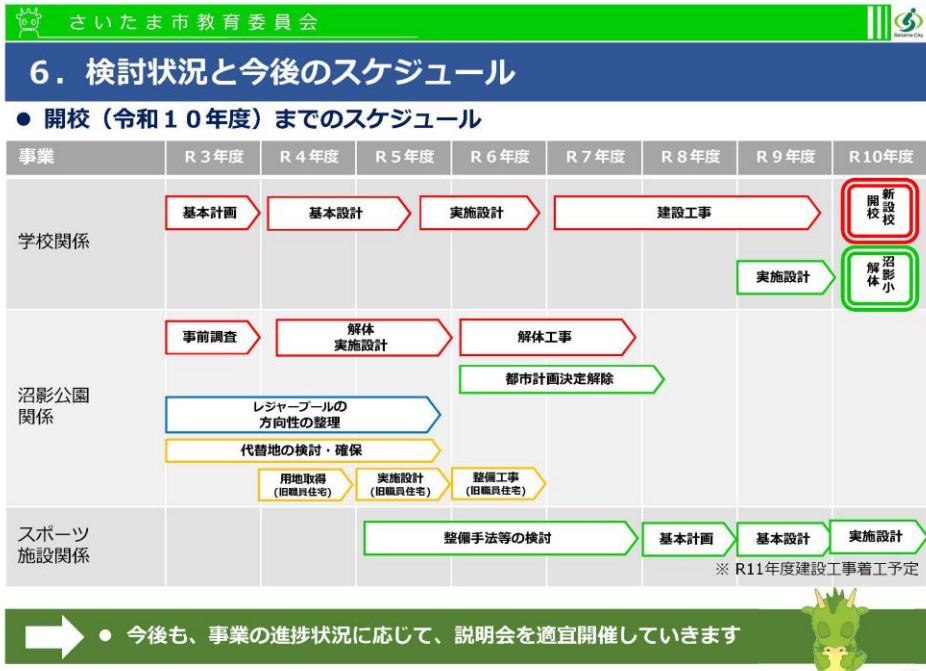 さいたま市教育委員会
Saitama City
6．検討状況と今後のスケジュール
● 開校（令和１０年度）までのスケジュール
事業 R３年度 R４年度 R５年度 R６年度 R７年度 R８年度 R９年度 R10年度
学校関係
基本計画 基本設計 実施設計 建設工事
新設校
開校
実施設計
沼影小
解体
沼影公園
関係
事前調査
解体
実施設計
解体工事
都市計画決定解除
レジャープールの
方向性の整理
代替地の検討・確保
用地取得
(旧職員住宅)
実施設計
(旧職員住宅)
整備工事
(旧職員住宅)
スポーツ
施設関係
整備手法等の検討 基本計画 基本設計 実施設計
※ R11年度建設工事着工予定
● 今後も、事業の進捗状況に応じて、説明会を適宜開催していきます